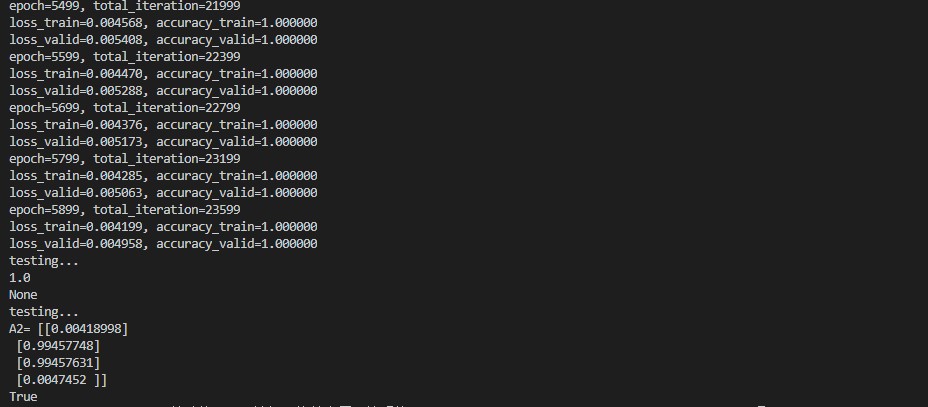 epoch=5499, total_iteration=21999
loss_train=0.004568, accuracy_train=1.000000
loss_valid=0.005408, accuracy_valid=1.000000
epoch=5599, total_iteration=22399
loss_train=0.004470, accuracy_train=1.000000
loss_valid=0.005288, accuracy_valid=1.000000
epoch=5699, total_iteration=22799
loss_train=0.004376, accuracy_train=1.000000
loss_valid=0.005173, accuracy_valid=1.000000
epoch=5799, total_iteration=23199
loss_train=0.004285, accuracy_train=1.000000
loss_valid=0.005063, accuracy_valid=1.000000
epoch=5899, total_iteration=23599
loss_train=0.004199, accuracy_train=1.000000
loss_valid=0.004958, accuracy_valid=1.000000
testing...
1.0
None
testing...
A2= [[0.00418998]
 [0.99457748]
 [0.99457631]
 [0.0047452 ]]
True